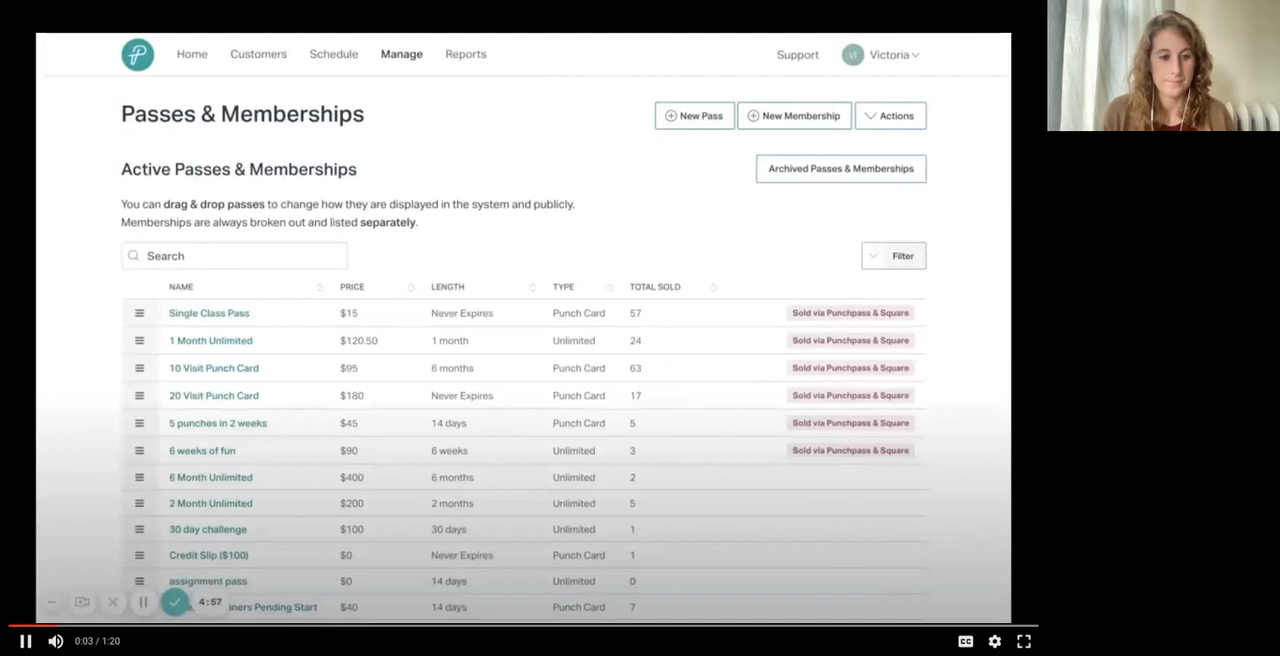 Home Customers Schedule Manage Reports Support VI Victoria
Passes & Memberships
New Pass New Membership Actions
Active Passes & Memberships
Archived Passes & Memberships
You can drag & drop passes to change how they are displayed in the system and publicly.
Memberships are always broken out and listed separately.
Search
Filter
NAME PRICE LENGTH TYPE TOTAL SOLD
Single Class Pass $15 Never Expires Punch Card 57 Sold via Punchpass & Square
1 Month Unlimited $120.50 1 month Unlimited 24 Sold via Punchpass & Square
10 Visit Punch Card $95 6 months Punch Card 63 Sold via Punchpass & Square
20 Visit Punch Card $180 Never Expires Punch Card 17 Sold via Punchpass & Square
5 punches in 2 weeks $45 14 days Punch Card 5 Sold via Punchpass & Square
6 weeks of fun $90 6 weeks Unlimited 3 Sold via Punchpass & Square
6 Month Unlimited $400 6 months Unlimited 2
2 Month Unlimited $200 2 months Unlimited 5
30 day challenge $100 30 days Unlimited 1
Credit Slip ($100) $0 Never Expires Punch Card 1
assignment pass $0 14 days Unlimited 0
4:57 Pending Start $40 14 days Punch Card 7
0:03 / 1:20 CC